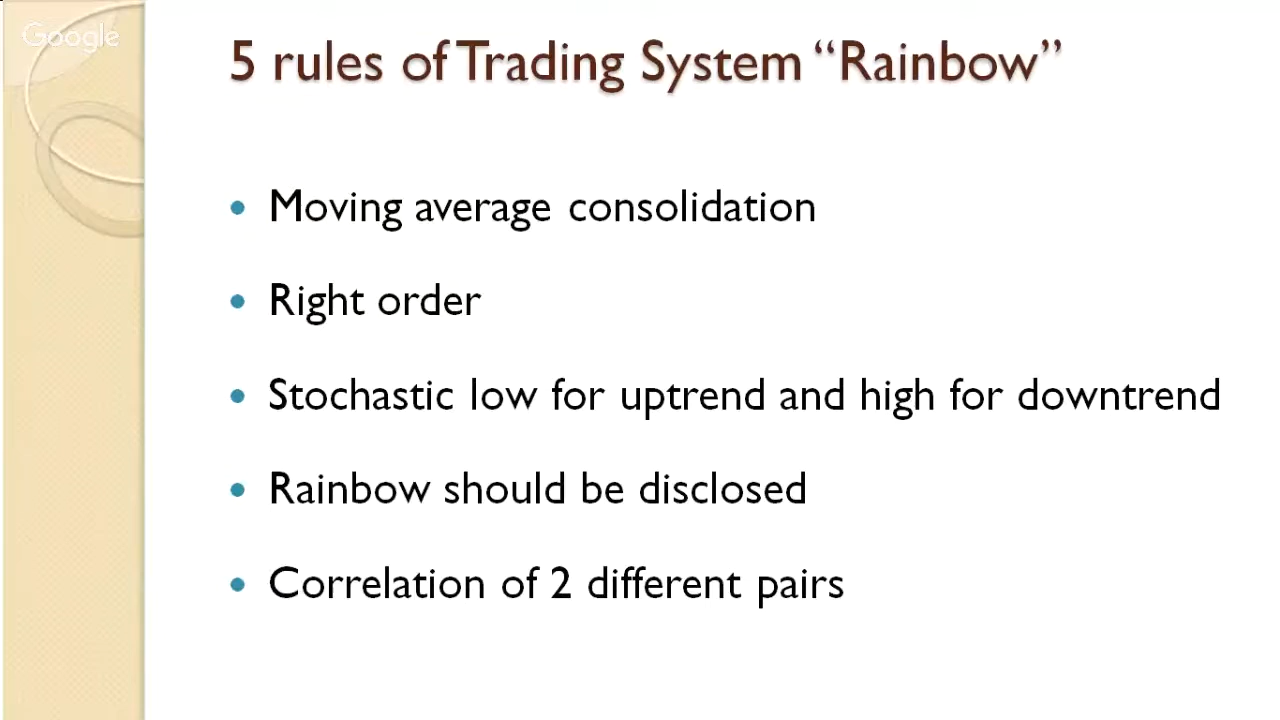 Google
5 rules of Trading System “Rainbow”
• Moving average consolidation
• Right order
• Stochastic low for uptrend and high for downtrend
• Rainbow should be disclosed
• Correlation of 2 different pairs